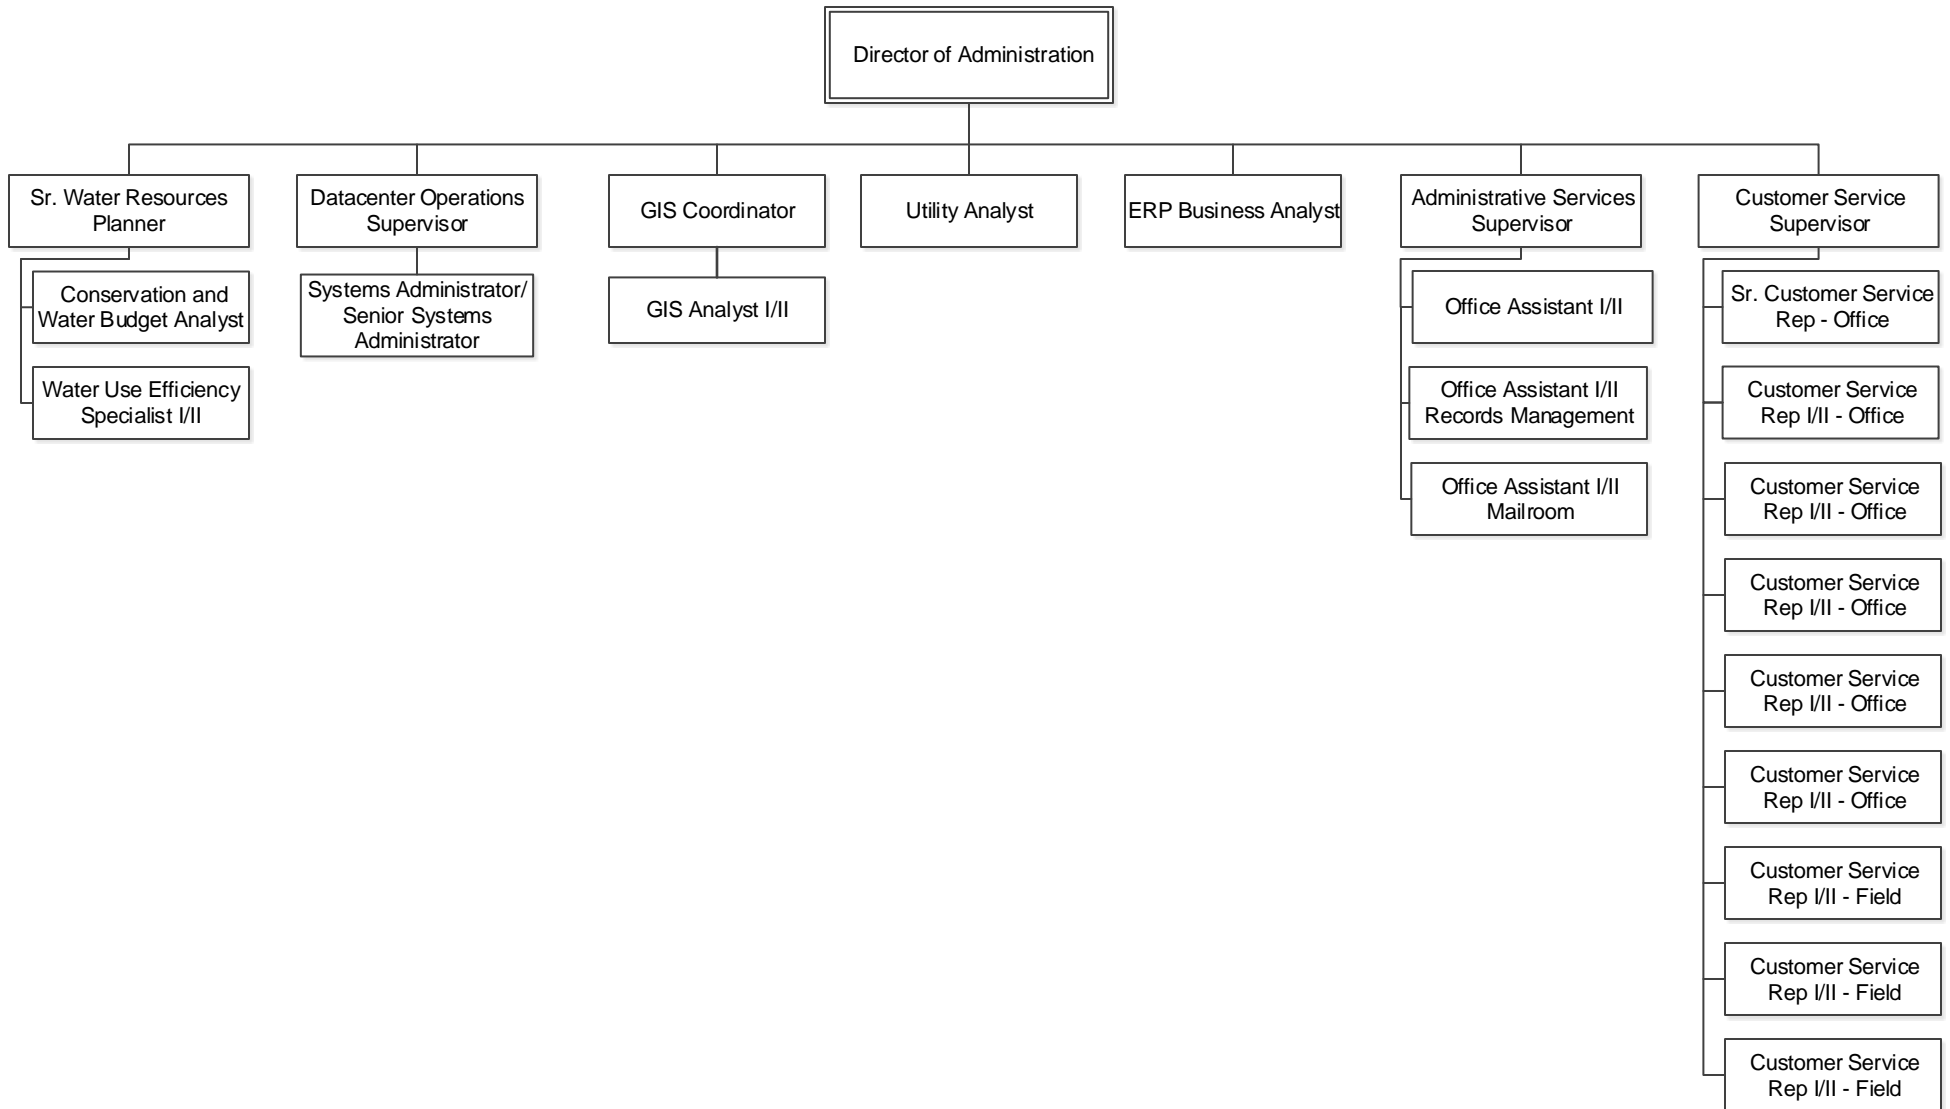 Director of Administration
Sr. Water Resources
Planner
Datacenter Operations
Supervisor
GIS Coordinator
Utility Analyst
ERP Business Analyst
Administrative Services
Supervisor
Customer Service
Supervisor
Conservation and
Water Budget Analyst
Water Use Efficiency
Specialist I/II
Systems Administrator/
Senior Systems
Administrator
GIS Analyst I/II
Office Assistant I/II
Office Assistant I/II
Records Management
Office Assistant I/II
Mailroom
Sr. Customer Service
Rep - Office
Customer Service
Rep I/II - Office
Customer Service
Rep I/II - Office
Customer Service
Rep I/II - Office
Customer Service
Rep I/II - Office
Customer Service
Rep I/II - Office
Customer Service
Rep I/II - Field
Customer Service
Rep I/II - Field
Customer Service
Rep I/II - Field